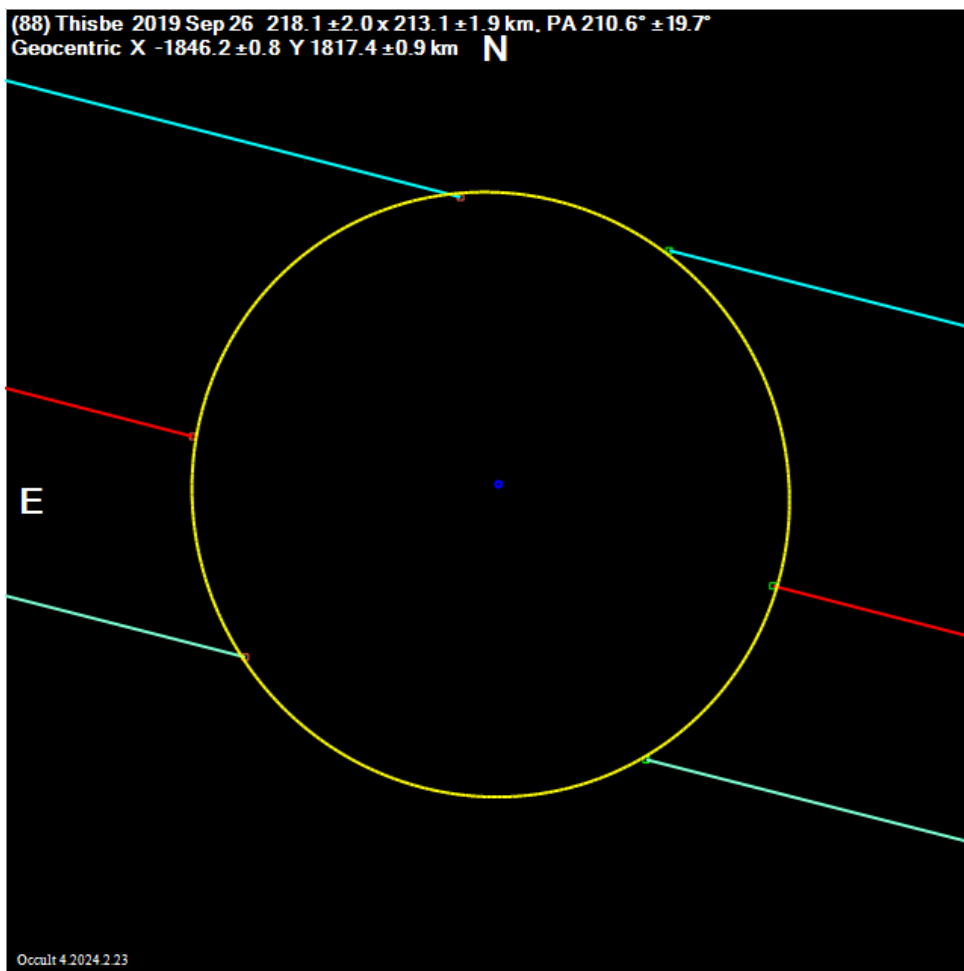 (88) Thisbe 2019 Sep 26 218.1 ±2.0 x 213.1 ±1.9 km, PA 210.6° ±19.7°
Geocentric X -1846.2 ±0.8 Y 1817.4 ±0.9 km
N
E
Occult 4.2024.2.23